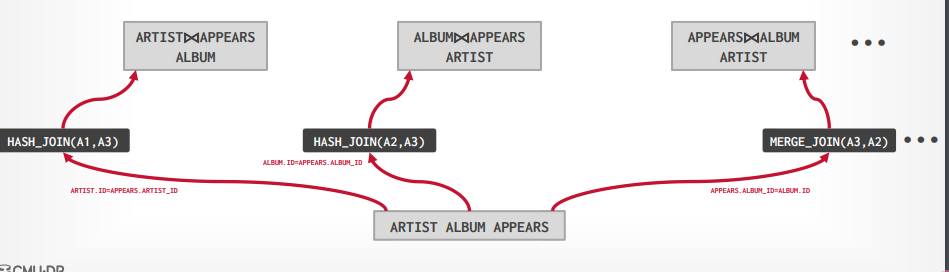 ARTIST⋈APPEARS
ALBUM
ALBUM⋈APPEARS
ARTIST
APPEARS⋈ALBUM
ARTIST
•••
HASH_JOIN(A1,A3)
HASH_JOIN(A2,A3)
MERGE_JOIN(A3,A2)
•••
ALBUM.ID=APPEARS.ALBUM_ID
ARTIST.ID=APPEARS.ARTIST_ID
APPEARS.ALBUM_ID=ALBUM.ID
ARTIST ALBUM APPEARS